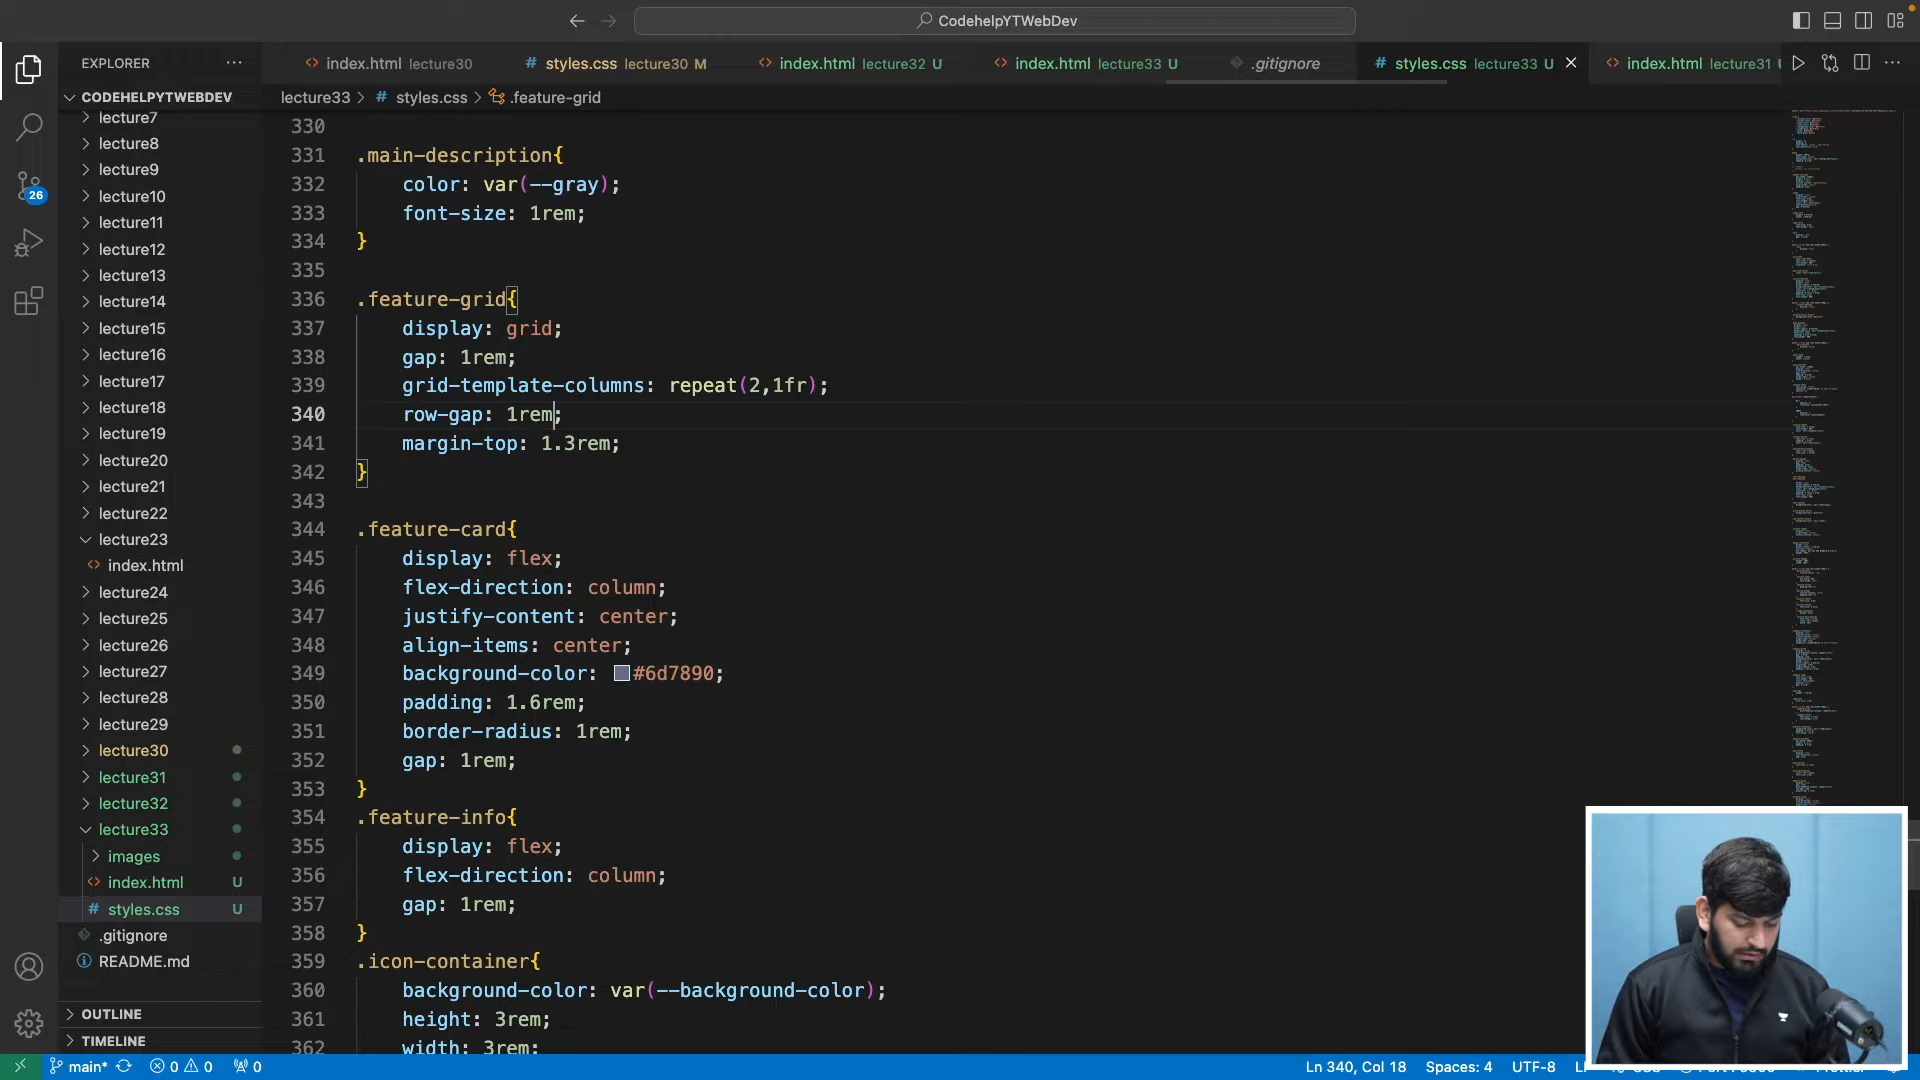 CodehelpYTWebDev
EXPLORER
index.html lecture30
styles.css lecture30 M
index.html lecture32 U
index.html lecture33 U
.gitignore
styles.css lecture33 U
index.html lecture31
CODEHELPYTWEBDEV
lecture33 > styles.css > .feature-grid
lecture7
lecture8
lecture9
lecture10
lecture11
lecture12
lecture13
lecture14
lecture15
lecture16
lecture17
lecture18
lecture19
lecture20
lecture21
lecture22
lecture23
index.html
lecture24
lecture25
lecture26
lecture27
lecture28
lecture29
lecture30
lecture31
lecture32
lecture33
images
index.html U
styles.css U
.gitignore
README.md
OUTLINE
TIMELINE
26
330
331 .main-description{
332 color: var(--gray);
333 font-size: 1rem;
334 }
335
336 .feature-grid{
337 display: grid;
338 gap: 1rem;
339 grid-template-columns: repeat(2,1fr);
340 row-gap: 1rem;
341 margin-top: 1.3rem;
342 }
343
344 .feature-card{
345 display: flex;
346 flex-direction: column;
347 justify-content: center;
348 align-items: center;
349 background-color: #6d7890;
350 padding: 1.6rem;
351 border-radius: 1rem;
352 gap: 1rem;
353 }
354 .feature-info{
355 display: flex;
356 flex-direction: column;
357 gap: 1rem;
358 }
359 .icon-container{
360 background-color: var(--background-color);
361 height: 3rem;
362 width: 3rem;
main* 0 0 0
Ln 340, Col 18 Spaces: 4 UTF-8